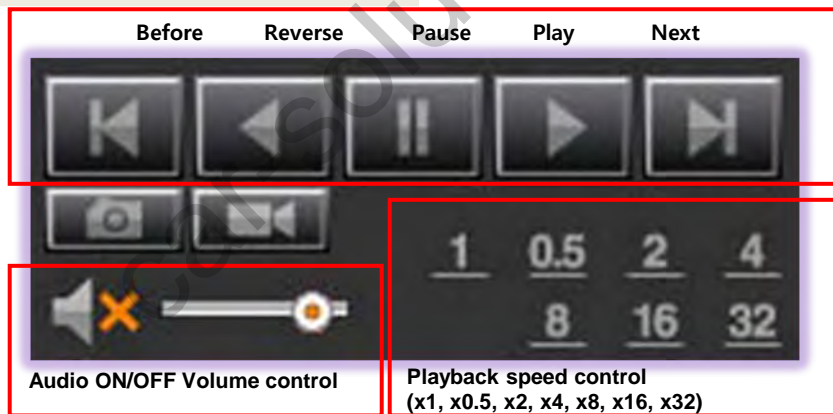 Before Reverse Pause Play Next
1 0.5 2 4
8 16 32
Audio ON/OFF Volume control
Playback speed control
(x1, x0.5, x2, x4, x8, x16, x32)